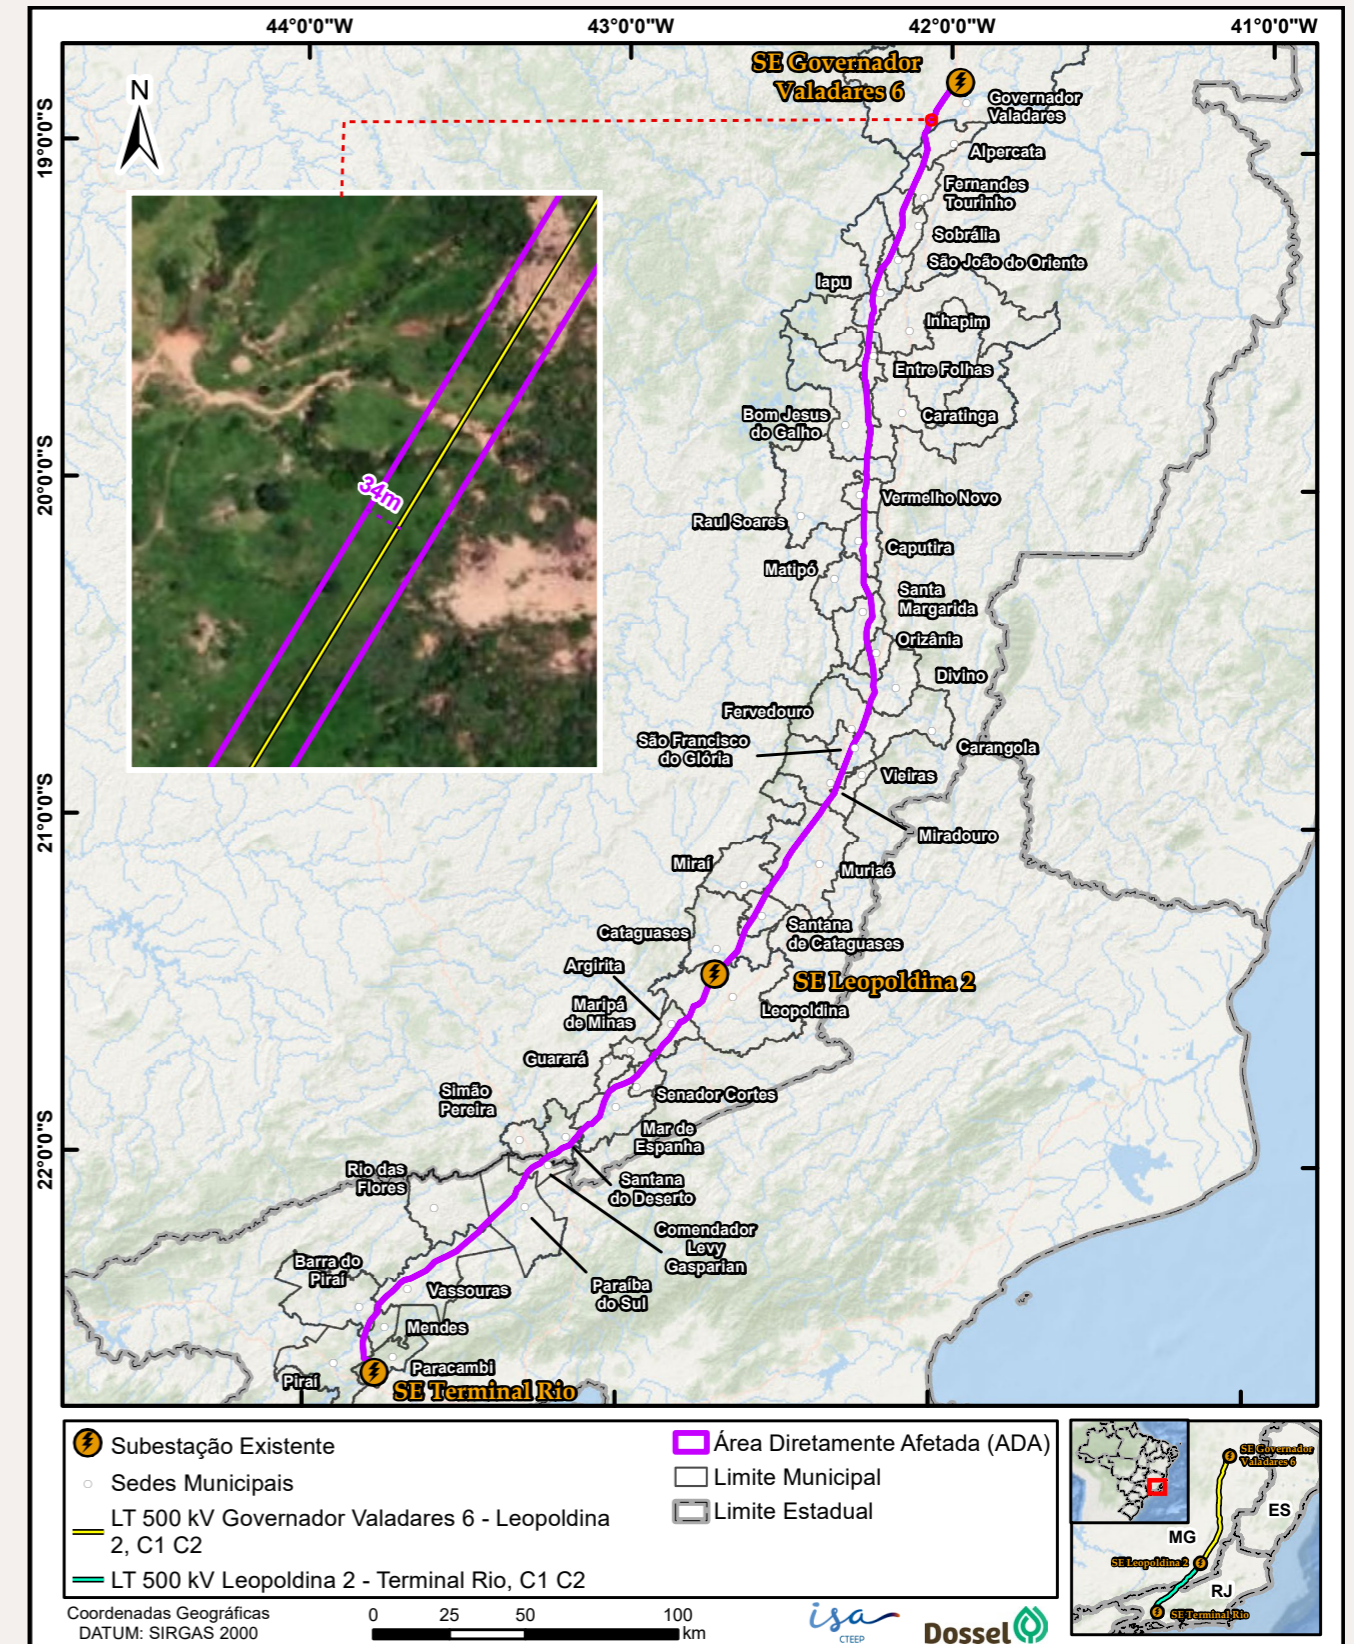 44°0'0"W
43°0'0"W
42°0'0"W
41°0'0"W
19°0'0"S
20°0'0"S
21°0'0"S
22°0'0"S
N
34m
SE Governador
Valadares 6
Governador
Valadares
Alpercata
Fernandes
Tourinho
Sobrália
São João do Oriente
Iapu
Inhapim
Entre Folhas
Bom Jesus
do Galho
Caratinga
Vermelho Novo
Raul Soares
Caputira
Matipó
Santa
Margarida
Orizânia
Divino
Fervedouro
São Francisco
do Glória
Carangola
Vieiras
Miradouro
Miraí
Muriaé
Santana
de Cataguases
Cataguases
Argirita
SE Leopoldina 2
Leopoldina
Maripá
de Minas
Guarará
Senador Cortes
Simão
Pereira
Mar de
Espanha
Rio das
Flores
Santana
do Deserto
Comendador
Levy
Gasparian
Barra do
Piraí
Paraíba
do Sul
Vassouras
Mendes
Paracambi
Piraí
SE Terminal Rio
Subestação Existente
Sedes Municipais
LT 500 kV Governador Valadares 6 - Leopoldina
2, C1 C2
LT 500 kV Leopoldina 2 - Terminal Rio, C1 C2
Área Diretamente Afetada (ADA)
Limite Municipal
Limite Estadual
SE Governador
Valadares 6
ES
MG
SE Leopoldina 2
RJ
SE Terminal Rio
Coordenadas Geográficas
DATUM: SIRGAS 2000
0 25 50 100
km
isa
CTEEP
Dossel